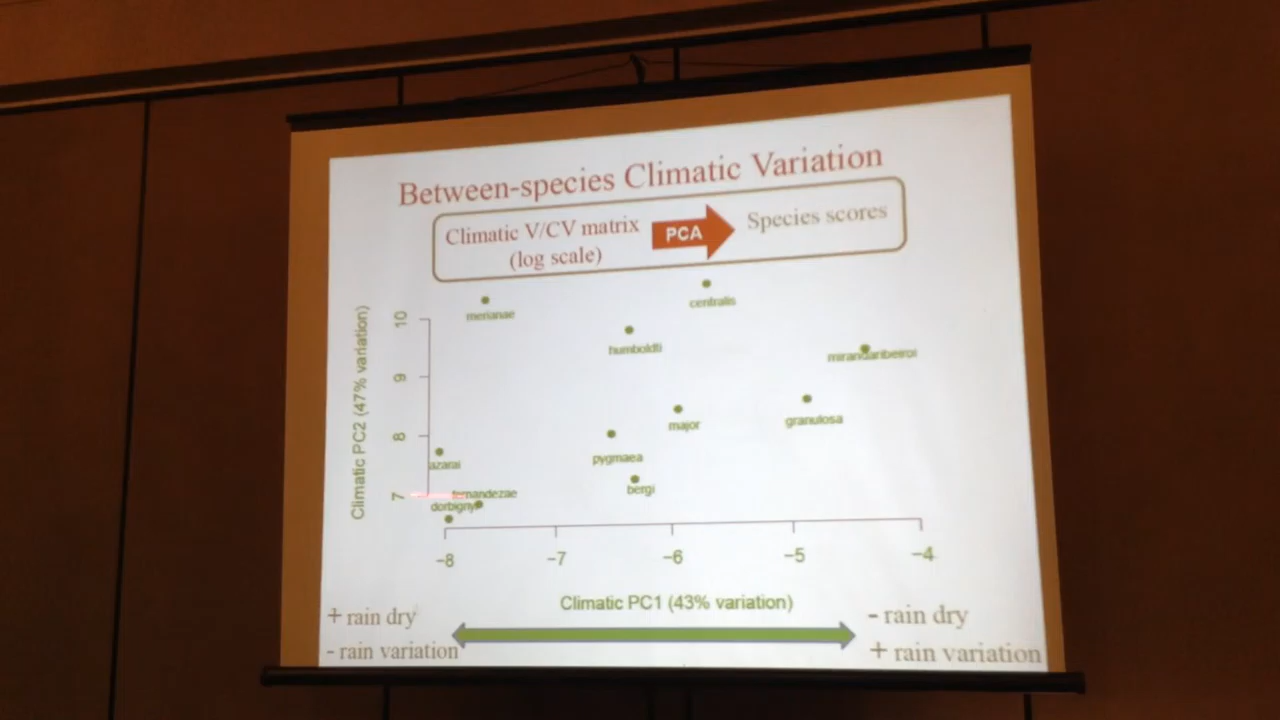 Between-species Climatic Variation
Climatic V/CV matrix
(log scale)
PCA
Species scores
centralis
merianae
humboldti
mirandaribeiroi
major
granulosa
pygmaea
azarai
bergi
fernandezae
dorbignyi
Climatic PC2 (47% variation)
10
9
8
7
−8
−7
−6
−5
−4
Climatic PC1 (43% variation)
+ rain dry
- rain variation
- rain dry
+ rain variation